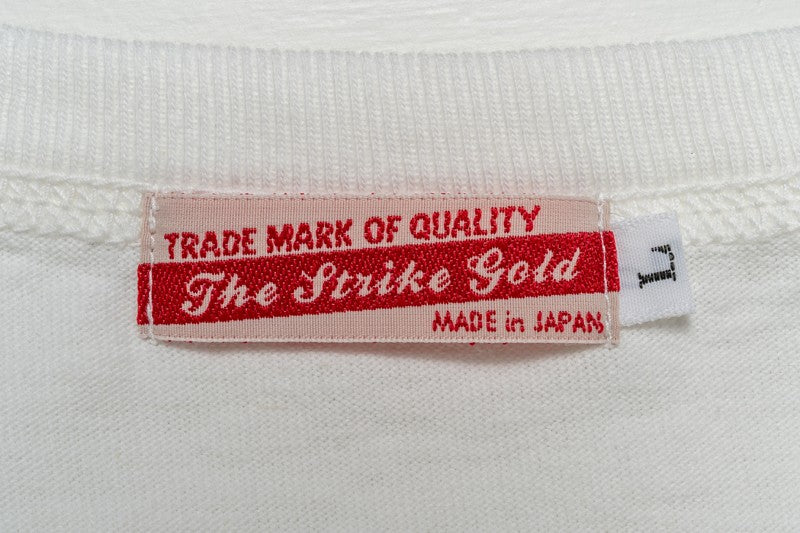 TRADE MARK OF QUALITY
The Strike Gold
MADE in JAPAN
L